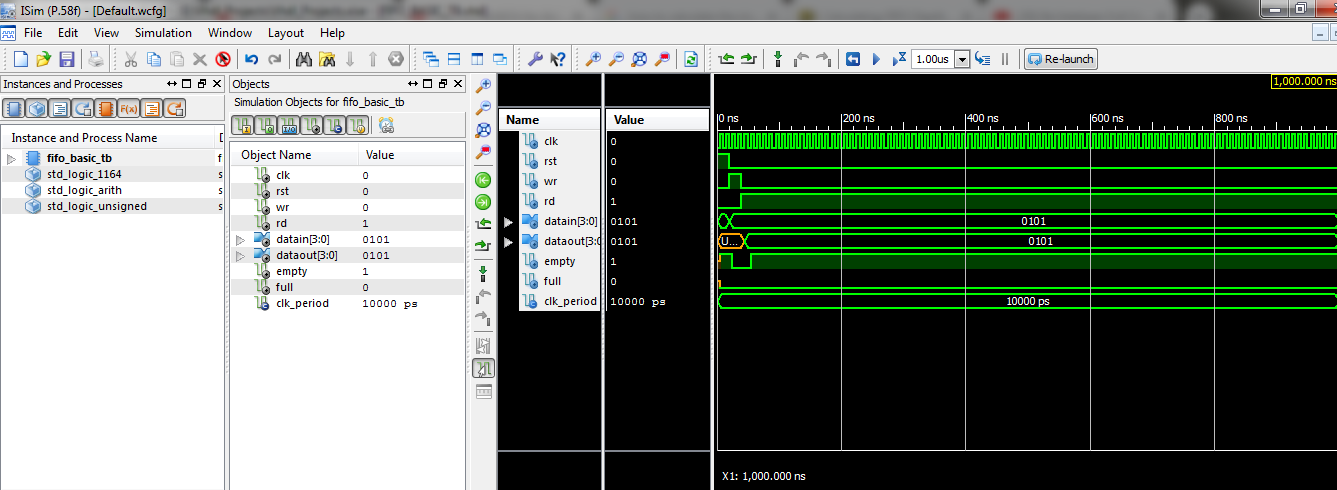 ISim (P.58f) - [Default.wcfg]
File Edit View Simulation Window Layout Help
1.00us Re-launch
Instances and Processes
Instance and Process Name
fifo_basic_tb f
std_logic_1164 s
std_logic_arith s
std_logic_unsigned s
Objects
Simulation Objects for fifo_basic_tb
Object Name Value
clk 0
rst 0
wr 0
rd 1
datain[3:0] 0101
dataout[3:0] 0101
empty 1
full 0
clk_period 10000 ps
Name Value
clk 0
rst 0
wr 0
rd 1
datain[3:0] 0101
dataout[3:0 0101
empty 1
full 0
clk_period 10000 ps
1,000.000 ns
0 ns 200 ns 400 ns 600 ns 800 ns
0101
U... 0101
10000 ps
X1: 1,000.000 ns